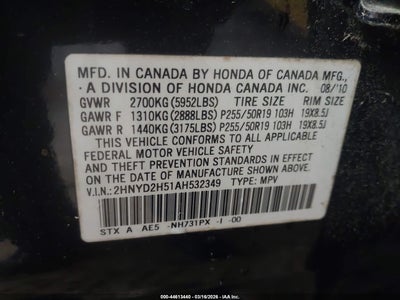 MFD. IN CANADA BY HONDA OF CANADA MFG.,
A DIVISION OF HONDA CANADA INC. 08/'10
GVWR 2700KG(5952LBS) TIRE SIZE RIM SIZE
GAWR F 1310KG(2888LBS) P255/50R19 103H 19X8.5J
GAWR R 1440KG(3175LBS) P255/50R19 103H 19X8.5J
THIS VEHICLE CONFORMS TO ALL APPLICABLE
FEDERAL MOTOR VEHICLE SAFETY AND
THEFT PREVENTION STANDARDS IN EFFECT ON
THE DATE OF MANUFACTURE SHOWN ABOVE.
V.I.N.: 2HNYD2H51AH532349 TYPE: MPV
STX A AE5 -NH731PX -I -00
000-44613440 - 03/16/2026 - IAA Inc.